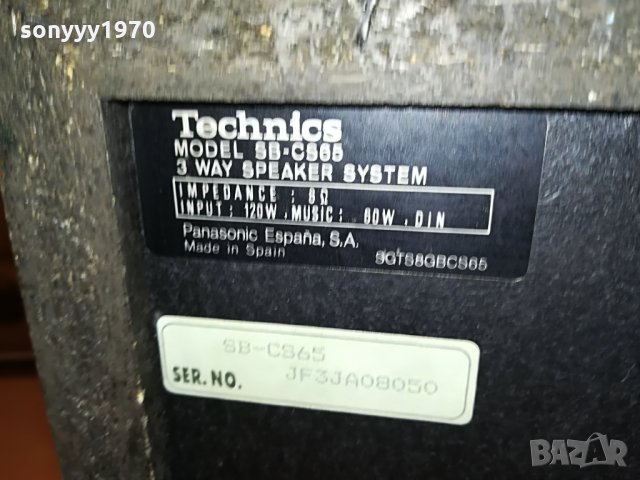 sonyyy1970
Technics
MODEL SB-CS65
3 WAY SPEAKER SYSTEM
IMPEDANCE : 8Ω
INPUT : 120W . MUSIC : 60W . DIN
Panasonic España, S.A.
Made in Spain
SGTS8GBCS65
SB-CS65
SER. NO. JF3JA08050
BAZAR